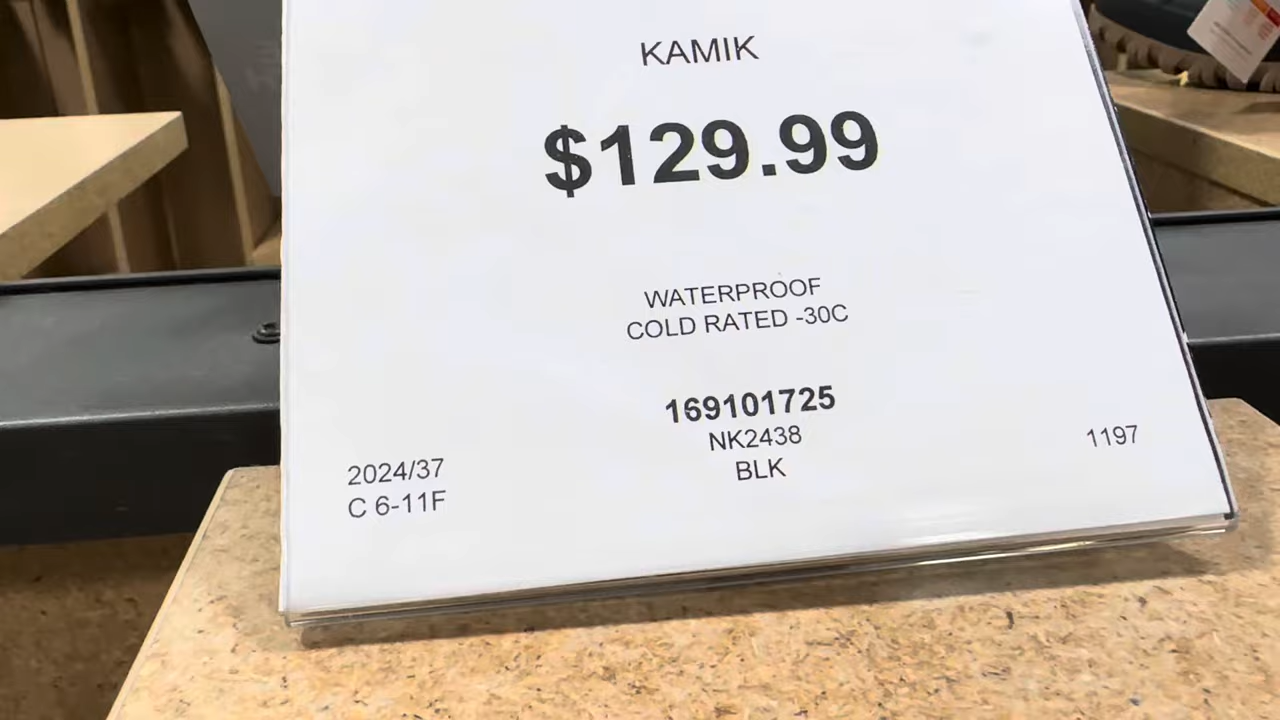 KAMIK
$129.99
WATERPROOF
COLD RATED -30C
169101725
NK2438
BLK
2024/37
C 6-11F
1197